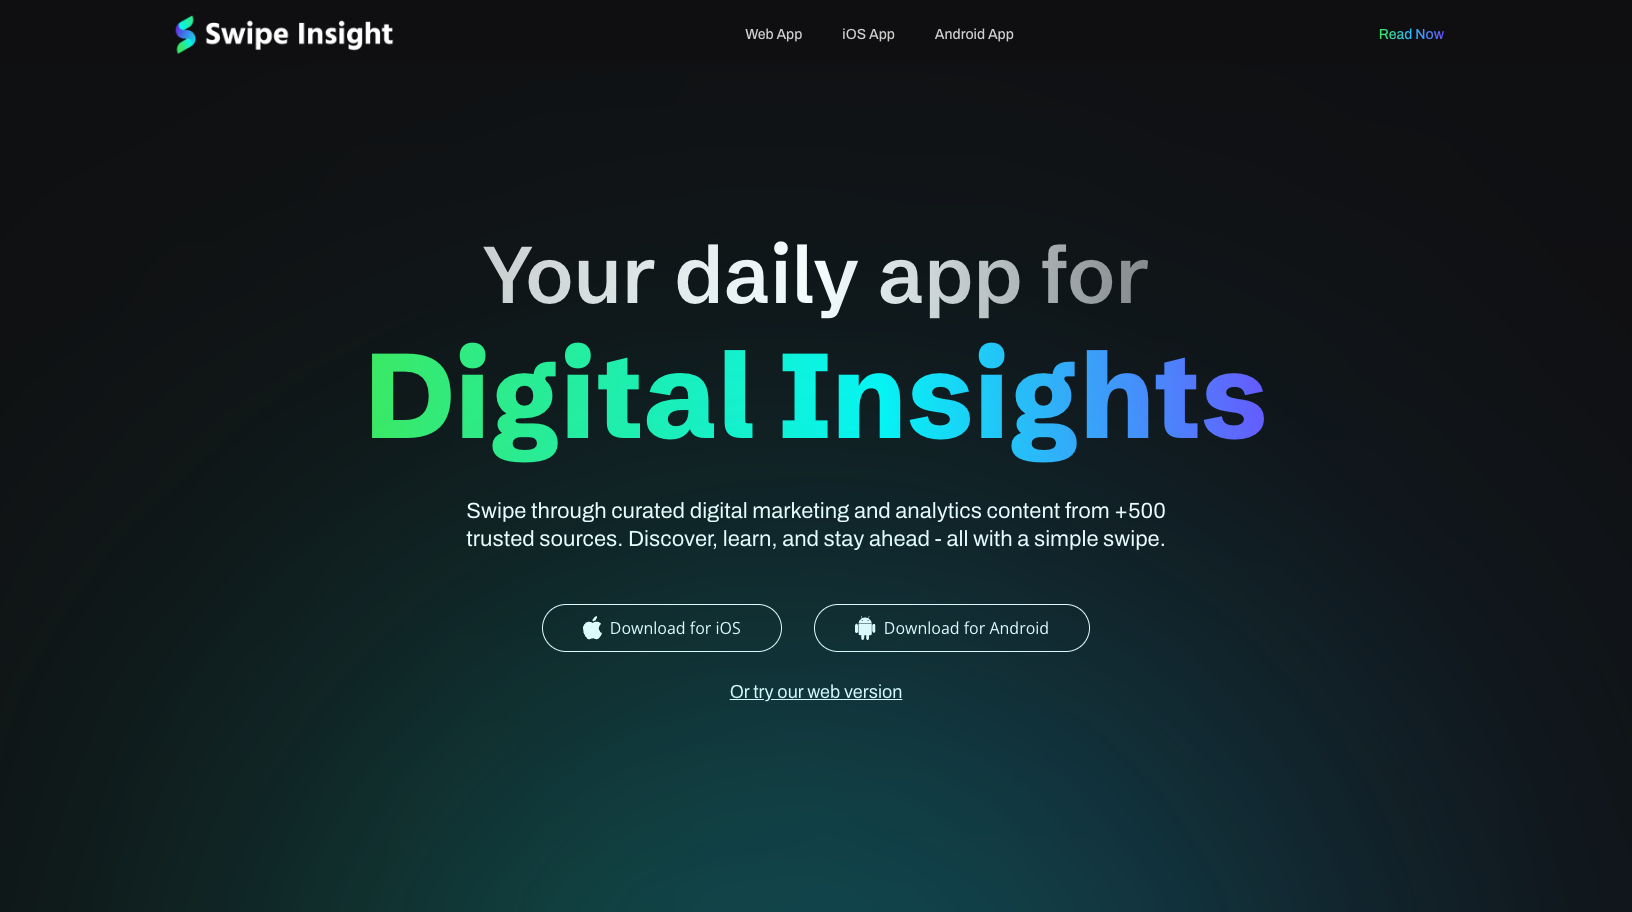 Swipe Insight
Web App
iOS App
Android App
Read Now
Your daily app for
Digital Insights
Swipe through curated digital marketing and analytics content from +500
trusted sources. Discover, learn, and stay ahead - all with a simple swipe.
Download for iOS
Download for Android
Or try our web version